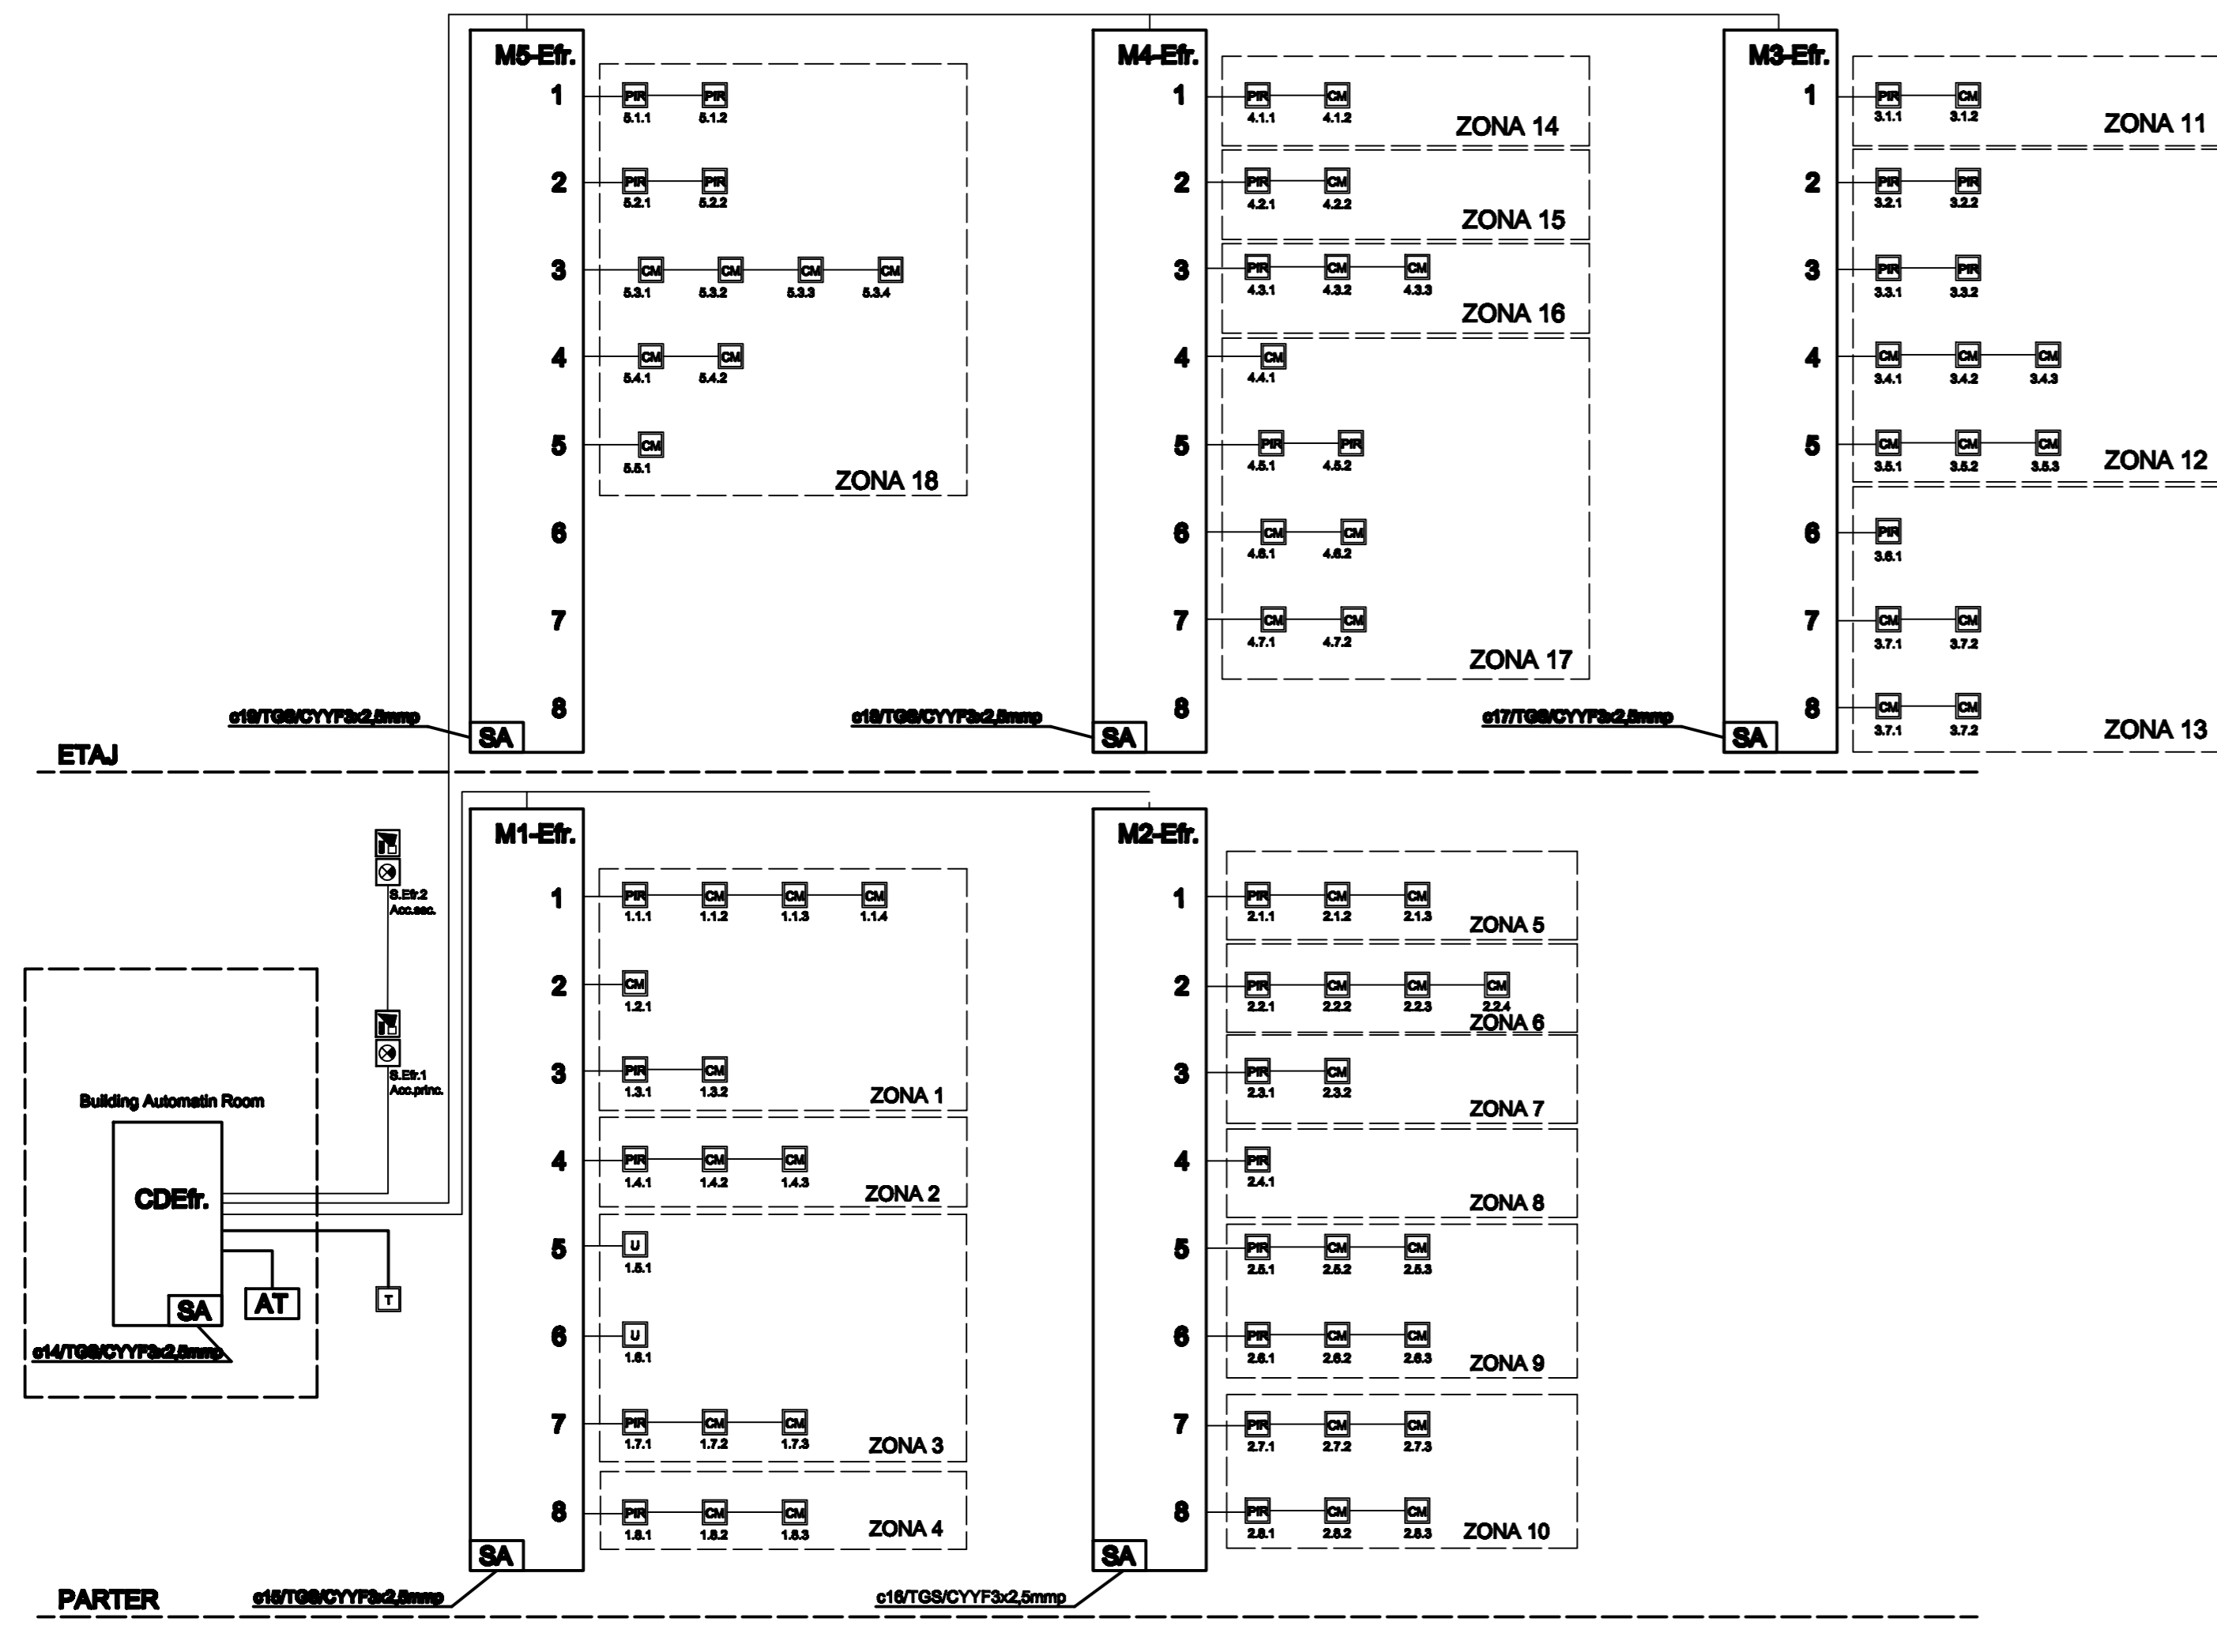 M5-Efr.
1
PIR PIR
5.1.1 5.1.2
2
PIR PIR
5.2.1 5.2.2
3
CM CM CM CM
5.3.1 5.3.2 5.3.3 5.3.4
4
CM CM
5.4.1 5.4.2
5
CM
5.5.1
ZONA 18
6
7
8
SA
c19/TGS/CYYF3x2,5mmp
M4-Efr.
1
PIR CM
4.1.1 4.1.2
ZONA 14
2
PIR CM
4.2.1 4.2.2
ZONA 15
3
PIR CM CM
4.3.1 4.3.2 4.3.3
ZONA 16
4
CM
4.4.1
5
PIR PIR
4.5.1 4.5.2
6
CM CM
4.6.1 4.6.2
7
CM CM
4.7.1 4.7.2
ZONA 17
8
SA
c18/TGS/CYYF3x2,5mmp
M3-Efr.
1
PIR CM
3.1.1 3.1.2
ZONA 11
2
PIR PIR
3.2.1 3.2.2
3
PIR PIR
3.3.1 3.3.2
4
CM CM CM
3.4.1 3.4.2 3.4.3
5
CM CM CM
3.5.1 3.5.2 3.5.3
ZONA 12
6
PIR
3.6.1
7
CM CM
3.7.1 3.7.2
8
CM CM
3.7.1 3.7.2
ZONA 13
SA
c17/TGS/CYYF3x2,5mmp
ETAJ
S.Efr.2
Acc.sec.
S.Efr.1
Acc.princ.
Building Automatin Room
CDEfr.
SA
AT
T
c14/TGS/CYYF3x2,5mmp
M1-Efr.
1
PIR CM CM CM
1.1.1 1.1.2 1.1.3 1.1.4
2
CM
1.2.1
3
PIR CM
1.3.1 1.3.2
ZONA 1
4
PIR CM CM
1.4.1 1.4.2 1.4.3
ZONA 2
5
U
1.5.1
6
U
1.6.1
7
PIR CM CM
1.7.1 1.7.2 1.7.3
ZONA 3
8
PIR CM CM
1.8.1 1.8.2 1.8.3
ZONA 4
SA
c15/TGS/CYYF3x2,5mmp
M2-Efr.
1
PIR CM CM
2.1.1 2.1.2 2.1.3
ZONA 5
2
PIR CM CM CM
2.2.1 2.2.2 2.2.3 2.2.4
ZONA 6
3
PIR CM
2.3.1 2.3.2
ZONA 7
4
PIR
2.4.1
ZONA 8
5
PIR CM CM
2.5.1 2.5.2 2.5.3
6
PIR CM CM
2.6.1 2.6.2 2.6.3
ZONA 9
7
PIR CM CM
2.7.1 2.7.2 2.7.3
8
PIR CM CM
2.8.1 2.8.2 2.8.3
ZONA 10
SA
c16/TGS/CYYF3x2,5mmp
PARTER